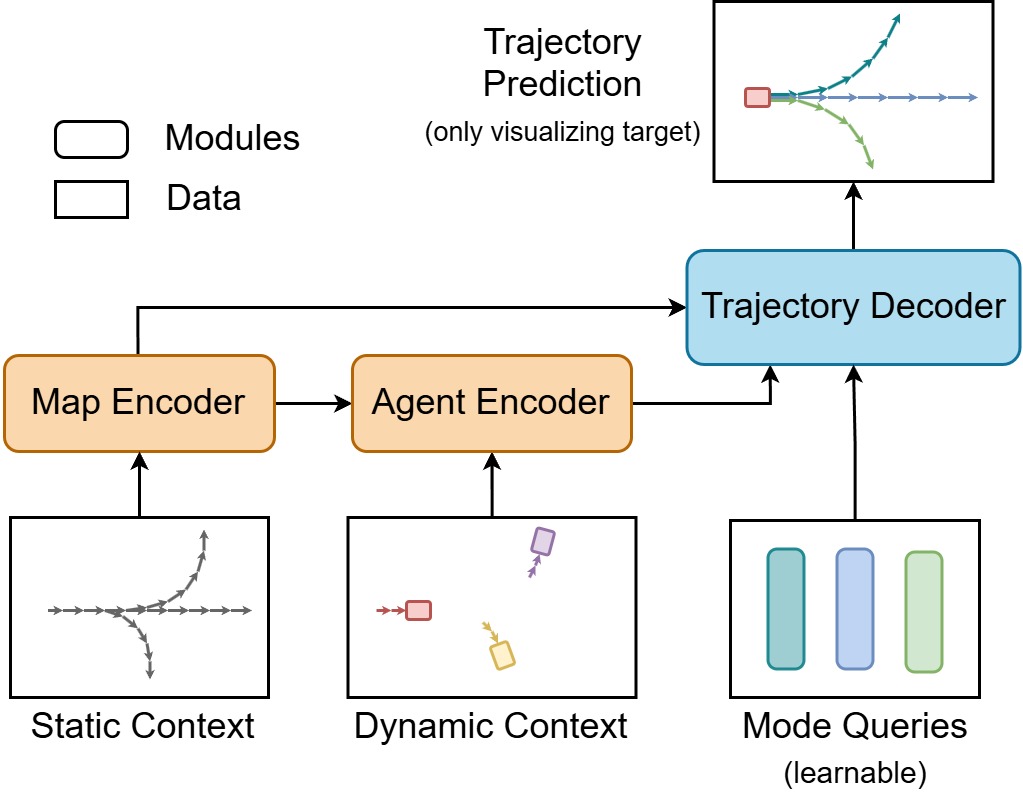 Trajectory
Prediction
(only visualizing target)
Modules
Data
Trajectory Decoder
Map Encoder
Agent Encoder
Static Context
Dynamic Context
Mode Queries
(learnable)